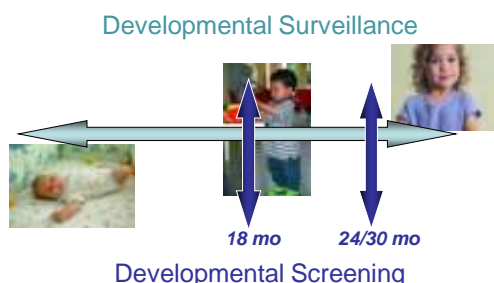 Developmental Surveillance
18 mo
24/30 mo
Developmental Screening